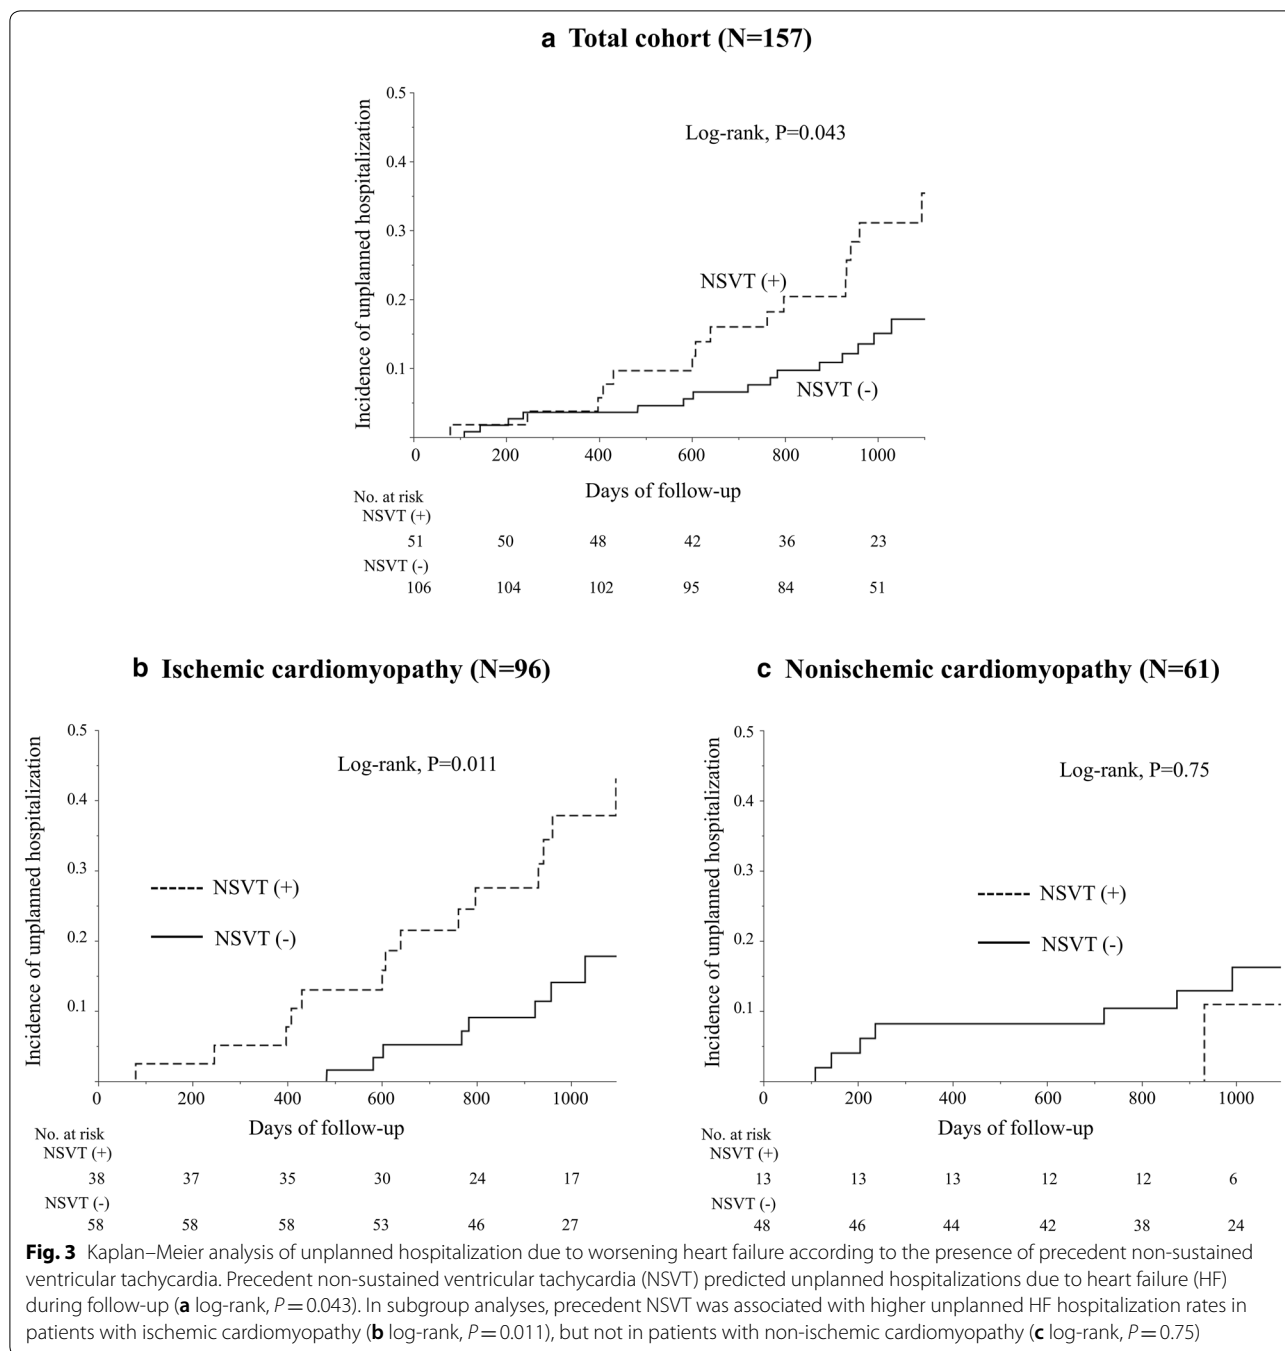 a Total cohort (N=157)
Incidence of unplanned hospitalization
0.5
0.4
0.3
0.2
0.1
Log-rank, P=0.043
NSVT (+)
NSVT (-)
0 200 400 600 800 1000
Days of follow-up
No. at risk
NSVT (+)
51 50 48 42 36 23
NSVT (-)
106 104 102 95 84 51
b Ischemic cardiomyopathy (N=96)
Incidence of unplanned hospitalization
0.5
0.4
0.3
0.2
0.1
Log-rank, P=0.011
NSVT (+)
NSVT (-)
0 200 400 600 800 1000
Days of follow-up
No. at risk
NSVT (+)
38 37 35 30 24 17
NSVT (-)
58 58 58 53 46 27
c Nonischemic cardiomyopathy (N=61)
Incidence of unplanned hospitalization
0.5
0.4
0.3
0.2
0.1
Log-rank, P=0.75
NSVT (+)
NSVT (-)
0 200 400 600 800 1000
Days of follow-up
No. at risk
NSVT (+)
13 13 13 12 12 6
NSVT (-)
48 46 44 42 38 24
Fig. 3 Kaplan–Meier analysis of unplanned hospitalization due to worsening heart failure according to the presence of precedent non-sustained
ventricular tachycardia. Precedent non-sustained ventricular tachycardia (NSVT) predicted unplanned hospitalizations due to heart failure (HF)
during follow-up (a log-rank, P = 0.043). In subgroup analyses, precedent NSVT was associated with higher unplanned HF hospitalization rates in
patients with ischemic cardiomyopathy (b log-rank, P = 0.011), but not in patients with non-ischemic cardiomyopathy (c log-rank, P = 0.75)